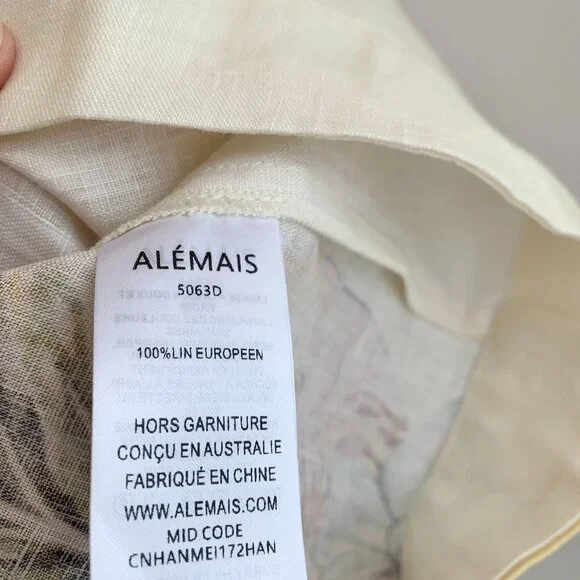 ALÉMAIS
5063D
100%LIN EUROPEEN
HORS GARNITURE
CONÇU EN AUSTRALIE
FABRIQUÉ EN CHINE
WWW.ALEMAIS.COM
MID CODE
CNHANMEI172HAN